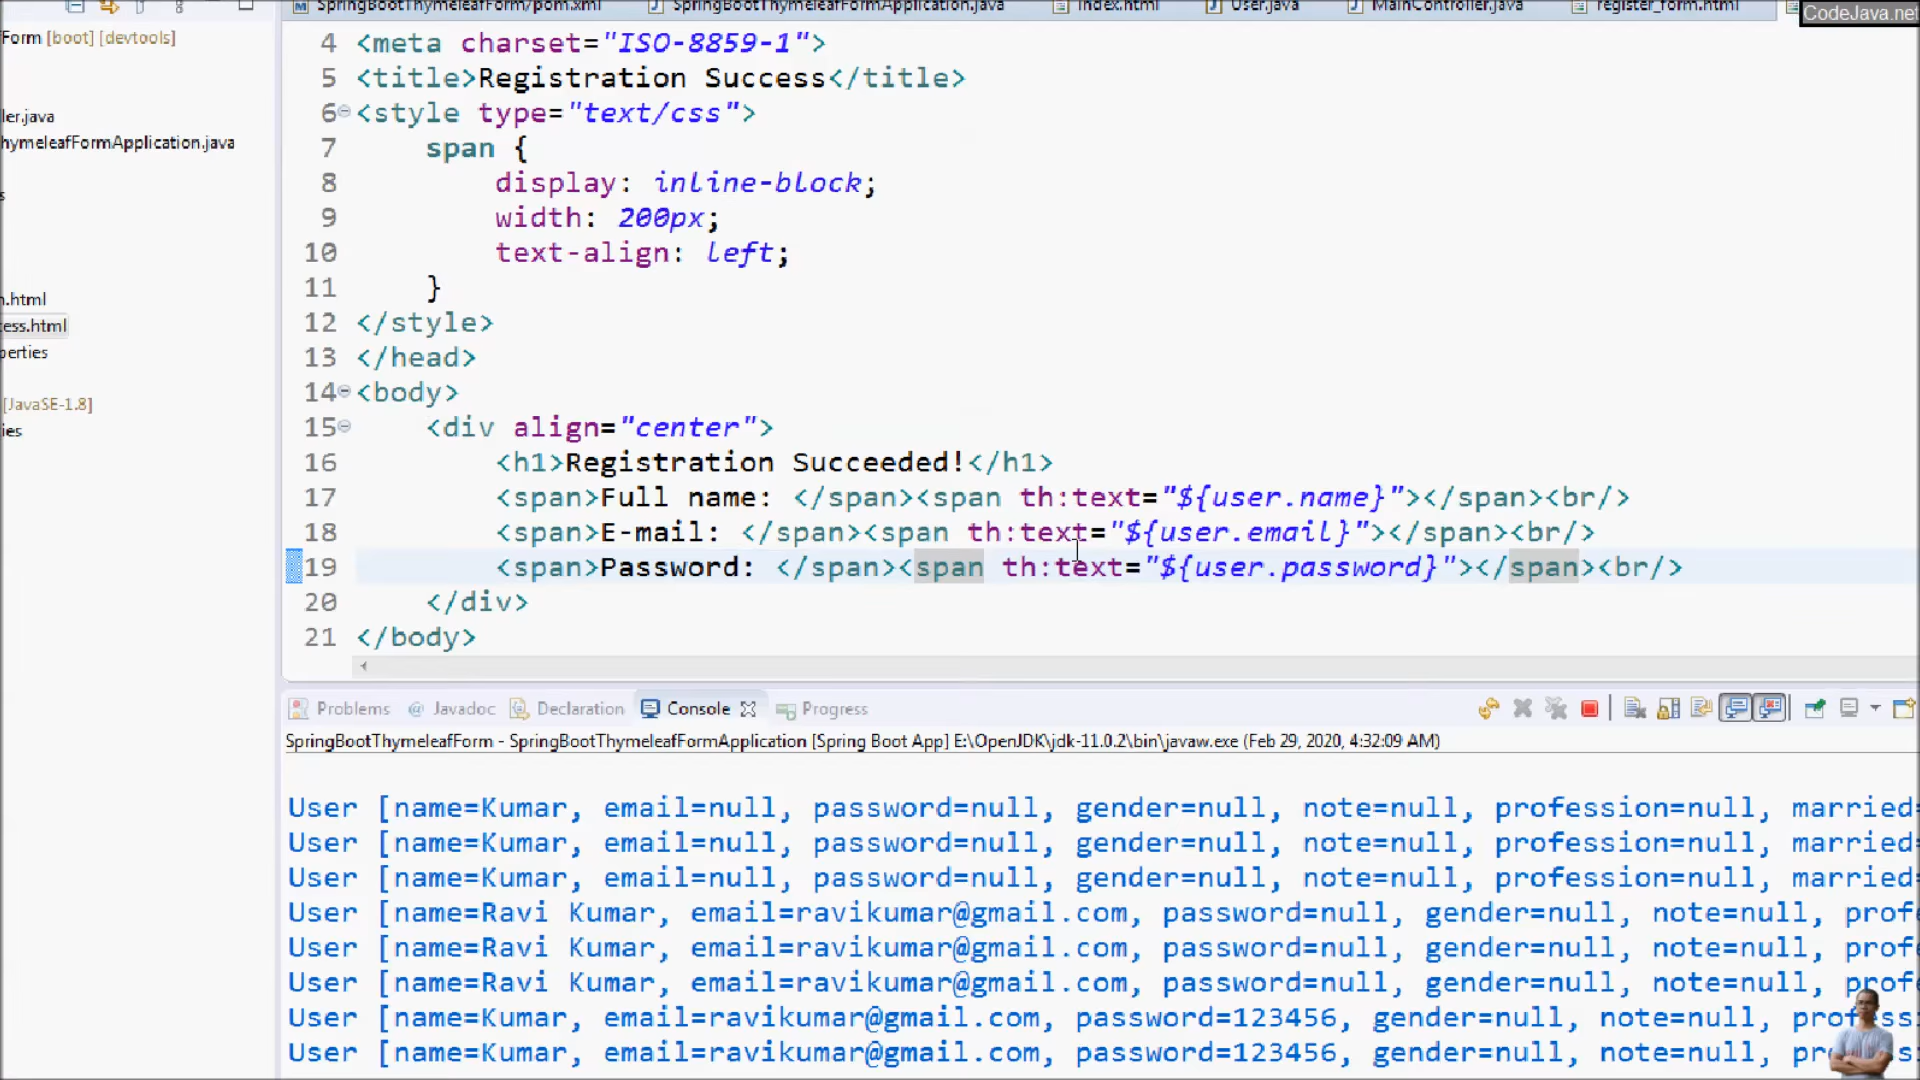 SpringBootThymeleafForm/pom.xml SpringBootThymeleafFormApplication.java index.html User.java MainController.java register_form.html
CodeJava.net
Form [boot] [devtools]
ler.java
hymeleafFormApplication.java
s
n.html
cess.html
perties
[JavaSE-1.8]
ies
4 <meta charset="ISO-8859-1">
5 <title>Registration Success</title>
6 <style type="text/css">
7 span {
8 display: inline-block;
9 width: 200px;
10 text-align: left;
11 }
12 </style>
13 </head>
14 <body>
15 <div align="center">
16 <h1>Registration Succeeded!</h1>
17 <span>Full name: </span><span th:text="${user.name}"></span><br/>
18 <span>E-mail: </span><span th:text="${user.email}"></span><br/>
19 <span>Password: </span><span th:text="${user.password}"></span><br/>
20 </div>
21 </body>
Problems @ Javadoc Declaration Console Progress
SpringBootThymeleafForm - SpringBootThymeleafFormApplication [Spring Boot App] E:\OpenJDK\jdk-11.0.2\bin\javaw.exe (Feb 29, 2020, 4:32:09 AM)
User [name=Kumar, email=null, password=null, gender=null, note=null, profession=null, married=
User [name=Kumar, email=null, password=null, gender=null, note=null, profession=null, married=
User [name=Kumar, email=null, password=null, gender=null, note=null, profession=null, married=
User [name=Ravi Kumar, email=ravikumar@gmail.com, password=null, gender=null, note=null, profe
User [name=Ravi Kumar, email=ravikumar@gmail.com, password=null, gender=null, note=null, profe
User [name=Ravi Kumar, email=ravikumar@gmail.com, password=null, gender=null, note=null,
User [name=Kumar, email=ravikumar@gmail.com, password=123456, gender=null, note=null,
User [name=Kumar, email=ravikumar@gmail.com, password=123456, gender=null, note=null,